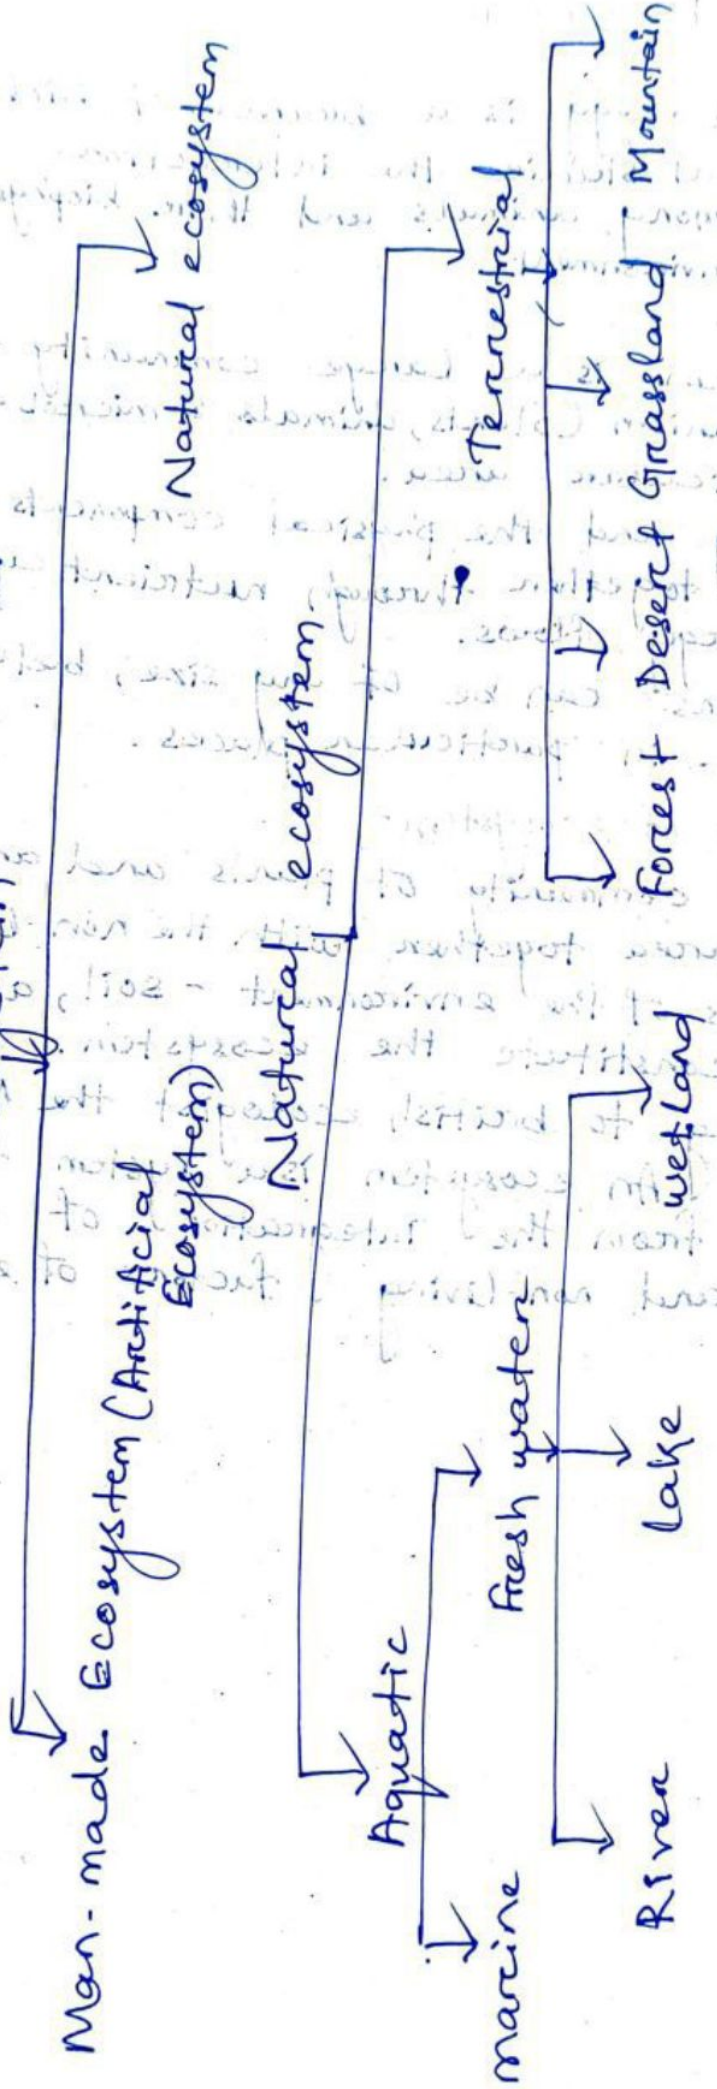 Man-made Ecosystem (Artificial Ecosystem)
Natural ecosystem
Natural ecosystem
Aquatic
Terrestrial
marine
Fresh water
River
Lake
wetland
Forest
Desert
Grassland
Mountain